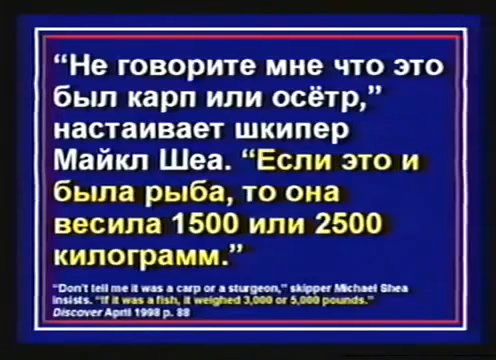 “Не говорите мне что это
был карп или осётр,”
настаивает шкипер
Майкл Шеа. “Если это и
была рыба, то она
весила 1500 или 2500
килограмм.”
“Don’t tell me it was a carp or a sturgeon,” skipper Michael Shea
insists. “If it was a fish, it weighed 3,000 or 5,000 pounds.”
Discover April 1998 p. 88